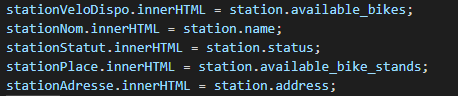 stationVeloDispo.innerHTML = station.available_bikes;
stationNom.innerHTML = station.name;
stationStatut.innerHTML = station.status;
stationPlace.innerHTML = station.available_bike_stands;
stationAdresse.innerHTML = station.address;